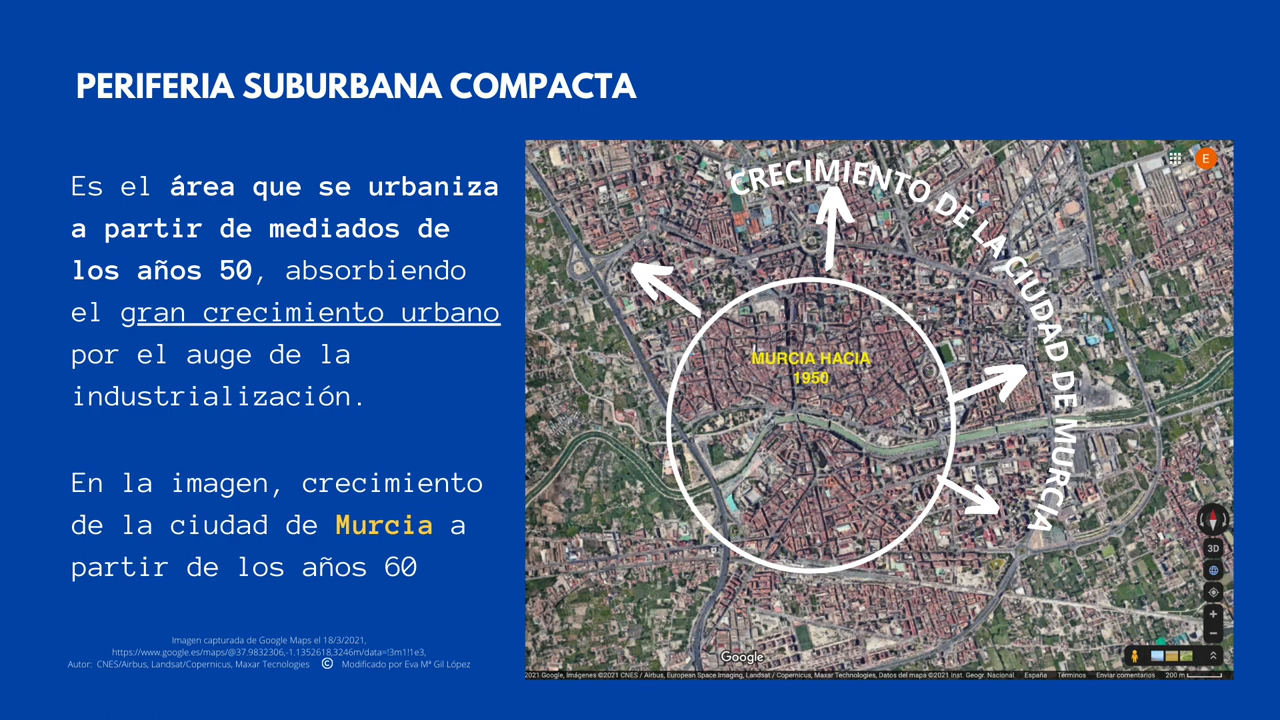 PERIFERIA SUBURBANA COMPACTA
Es el área que se urbaniza
a partir de mediados de
los años 50, absorbiendo
el gran crecimiento urbano
por el auge de la
industrialización.
En la imagen, crecimiento
de la ciudad de Murcia a
partir de los años 60
Imagen capturada de Google Maps el 18/3/2021,
https://www.google.es/maps/@37.9832306,-1.1352618,3246m/data=!3m1!1e3,
Autor: CNES/Airbus, Landsat/Copernicus, Maxar Tecnologies © Modificado por Eva Mª Gil López
E
CRECIMIENTO DE LA CIUDAD DE MURCIA
MURCIA HACIA
1950
3D
Google
2021 Google, Imágenes ©2021 CNES / Airbus, European Space Imaging, Landsat / Copernicus, Maxar Technologies, Datos del mapa ©2021 Inst. Geogr. Nacional España Términos Enviar comentarios 200 m